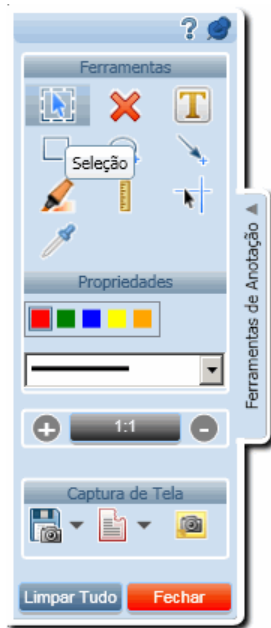 ?
Ferramentas
T
Seleção
Propriedades
1:1
Captura de Tela
Limpar Tudo Fechar
Ferramentas de Anotação